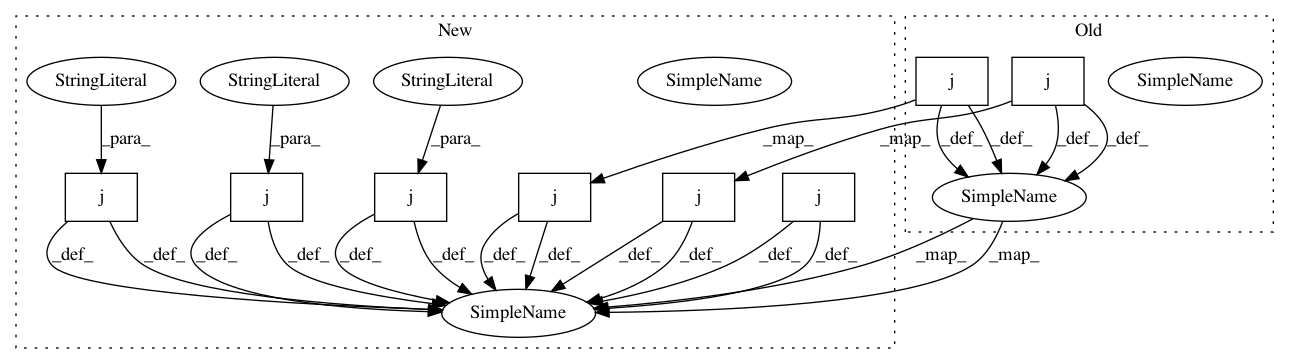 New
Old
StringLiteral
StringLiteral
StringLiteral
SimpleName
j
j
SimpleName
_para_
_para_
_para_
_map_
_map_
_def_
_def_
_def_
_def_
j
j
j
j
j
j
SimpleName
_def_
_def_
_def_
_def_
_def_
_def_
_def_
_def_
_def_
_def_
_def_
_def_
_map_
_map_
SimpleName